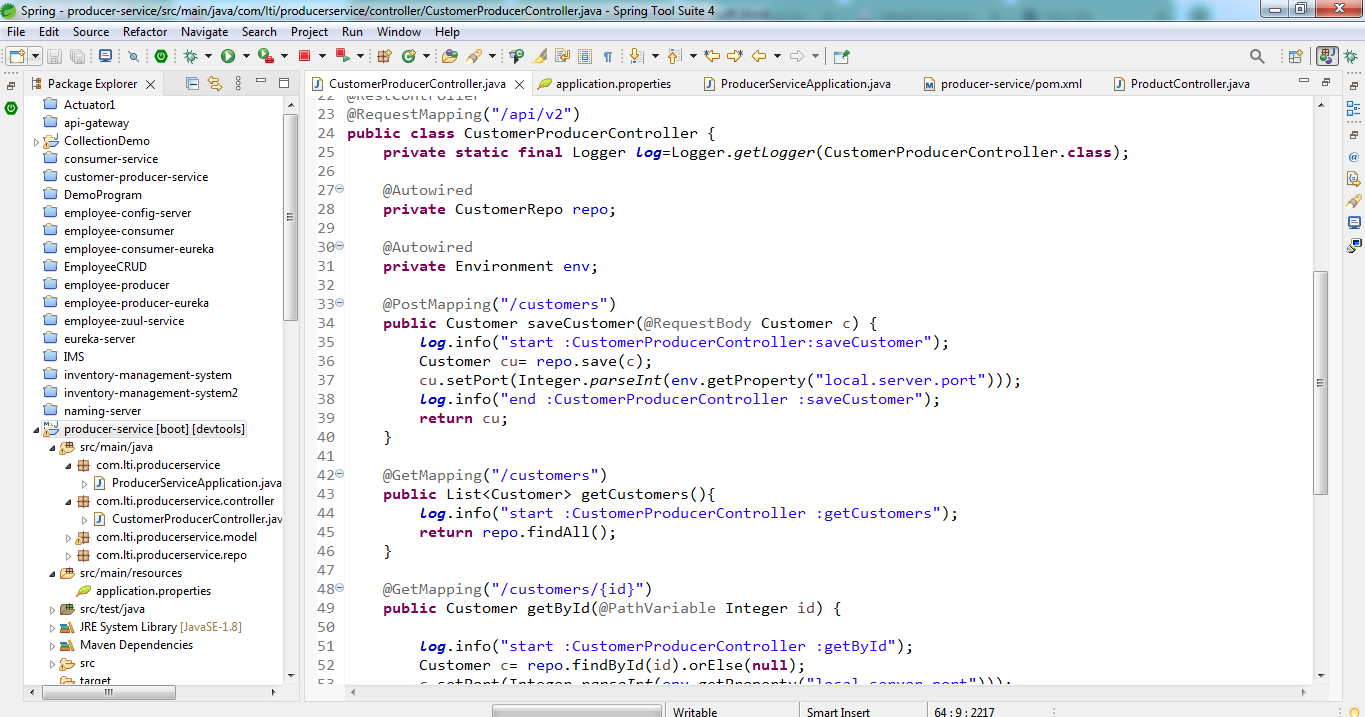 Spring - producer-service/src/main/java/com/lti/producerservice/controller/CustomerProducerController.java - Spring Tool Suite 4
File Edit Source Refactor Navigate Search Project Run Window Help
Package Explorer
Actuator1
api-gateway
CollectionDemo
consumer-service
customer-producer-service
DemoProgram
employee-config-server
employee-consumer
employee-consumer-eureka
EmployeeCRUD
employee-producer
employee-producer-eureka
employee-zuul-service
eureka-server
IMS
inventory-management-system
inventory-management-system2
naming-server
producer-service [boot] [devtools]
src/main/java
com.lti.producerservice
ProducerServiceApplication.java
com.lti.producerservice.controller
CustomerProducerController.jav
com.lti.producerservice.model
com.lti.producerservice.repo
src/main/resources
application.properties
src/test/java
JRE System Library [JavaSE-1.8]
Maven Dependencies
src
target
CustomerProducerController.java application.properties ProducerServiceApplication.java producer-service/pom.xml ProductController.java
22 @RestController
23 @RequestMapping("/api/v2")
24 public class CustomerProducerController {
25 private static final Logger log=Logger.getLogger(CustomerProducerController.class);
26
27 @Autowired
28 private CustomerRepo repo;
29
30 @Autowired
31 private Environment env;
32
33 @PostMapping("/customers")
34 public Customer saveCustomer(@RequestBody Customer c) {
35 log.info("start :CustomerProducerController:saveCustomer");
36 Customer cu= repo.save(c);
37 cu.setPort(Integer.parseInt(env.getProperty("local.server.port")));
38 log.info("end :CustomerProducerController :saveCustomer");
39 return cu;
40 }
41
42 @GetMapping("/customers")
43 public List<Customer> getCustomers(){
44 log.info("start :CustomerProducerController :getCustomers");
45 return repo.findAll();
46 }
47
48 @GetMapping("/customers/{id}")
49 public Customer getById(@PathVariable Integer id) {
50
51 log.info("start :CustomerProducerController :getById");
52 Customer c= repo.findById(id).orElse(null);
53 c.setPort(Integer.parseInt(env.getProperty("local.server.port")));
Writable Smart Insert 64 : 9 : 2217